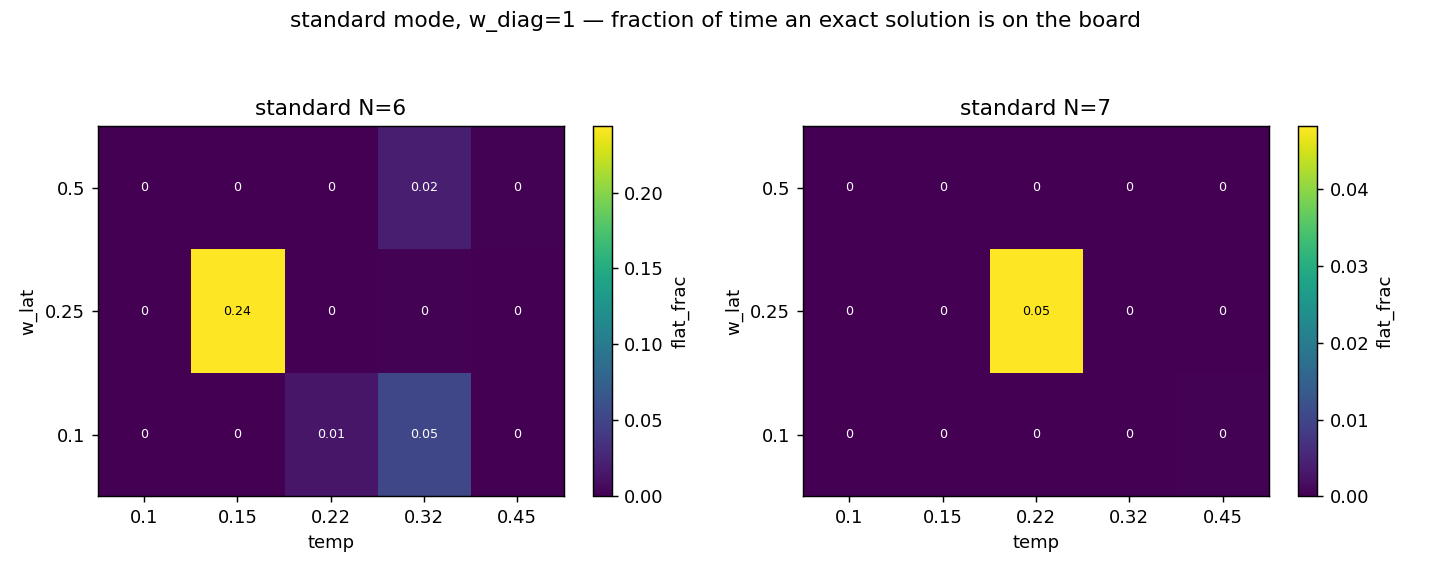 standard mode, w_diag=1 — fraction of time an exact solution is on the board
standard N=6
w_lat
0.5
0 0 0 0.02 0
0.25
0 0.24 0 0 0
0.1
0 0 0.01 0.05 0
0.1 0.15 0.22 0.32 0.45
temp
0.20
0.15
0.10
0.05
0.00
flat_frac
standard N=7
w_lat
0.5
0 0 0 0 0
0.25
0 0 0.05 0 0
0.1
0 0 0 0 0
0.1 0.15 0.22 0.32 0.45
temp
0.04
0.03
0.02
0.01
0.00
flat_frac